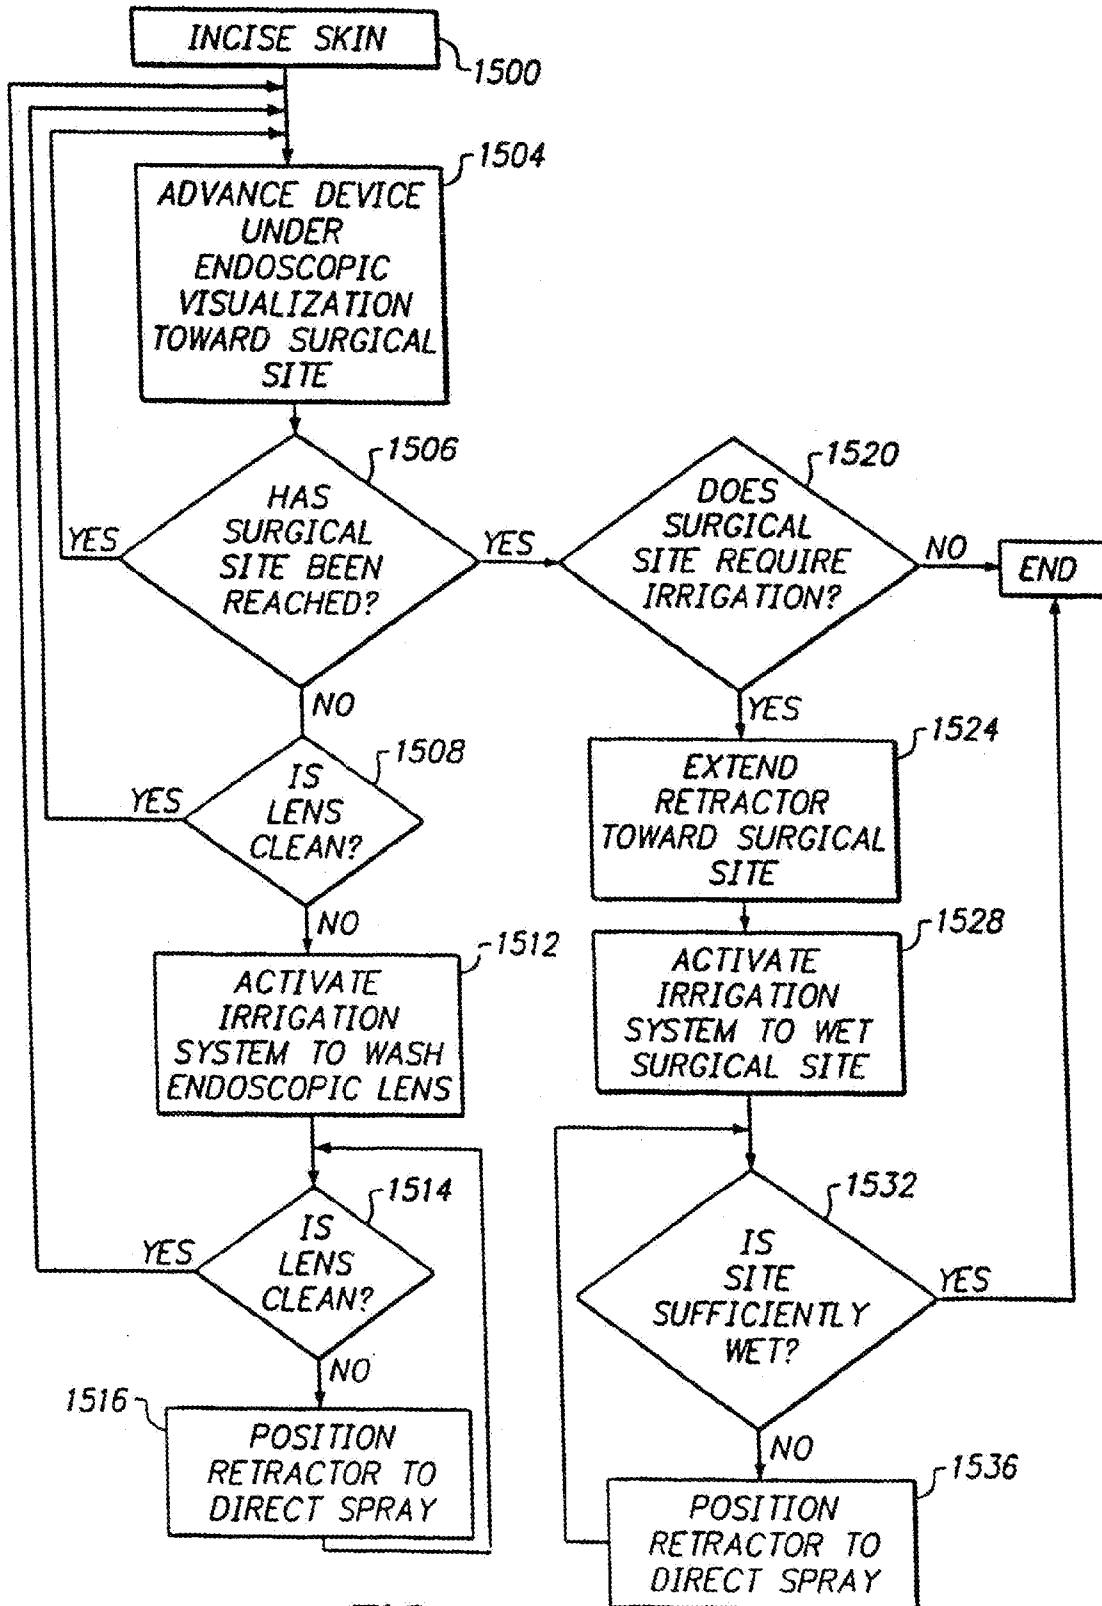 INCISE SKIN
1500
1504
ADVANCE DEVICE
UNDER
ENDOSCOPIC
VISUALIZATION
TOWARD SURGICAL
SITE
1506
HAS
SURGICAL
SITE BEEN
REACHED?
YES
YES
NO
1520
DOES
SURGICAL
SITE REQUIRE
IRRIGATION?
NO
END
YES
1508
IS
LENS
CLEAN?
YES
NO
1524
EXTEND
RETRACTOR
TOWARD SURGICAL
SITE
1512
ACTIVATE
IRRIGATION
SYSTEM TO WASH
ENDOSCOPIC LENS
1528
ACTIVATE
IRRIGATION
SYSTEM TO WET
SURGICAL SITE
1514
IS
LENS
CLEAN?
YES
NO
1532
IS
SITE
SUFFICIENTLY
WET?
YES
NO
1516
POSITION
RETRACTOR TO
DIRECT SPRAY
1536
POSITION
RETRACTOR TO
DIRECT SPRAY